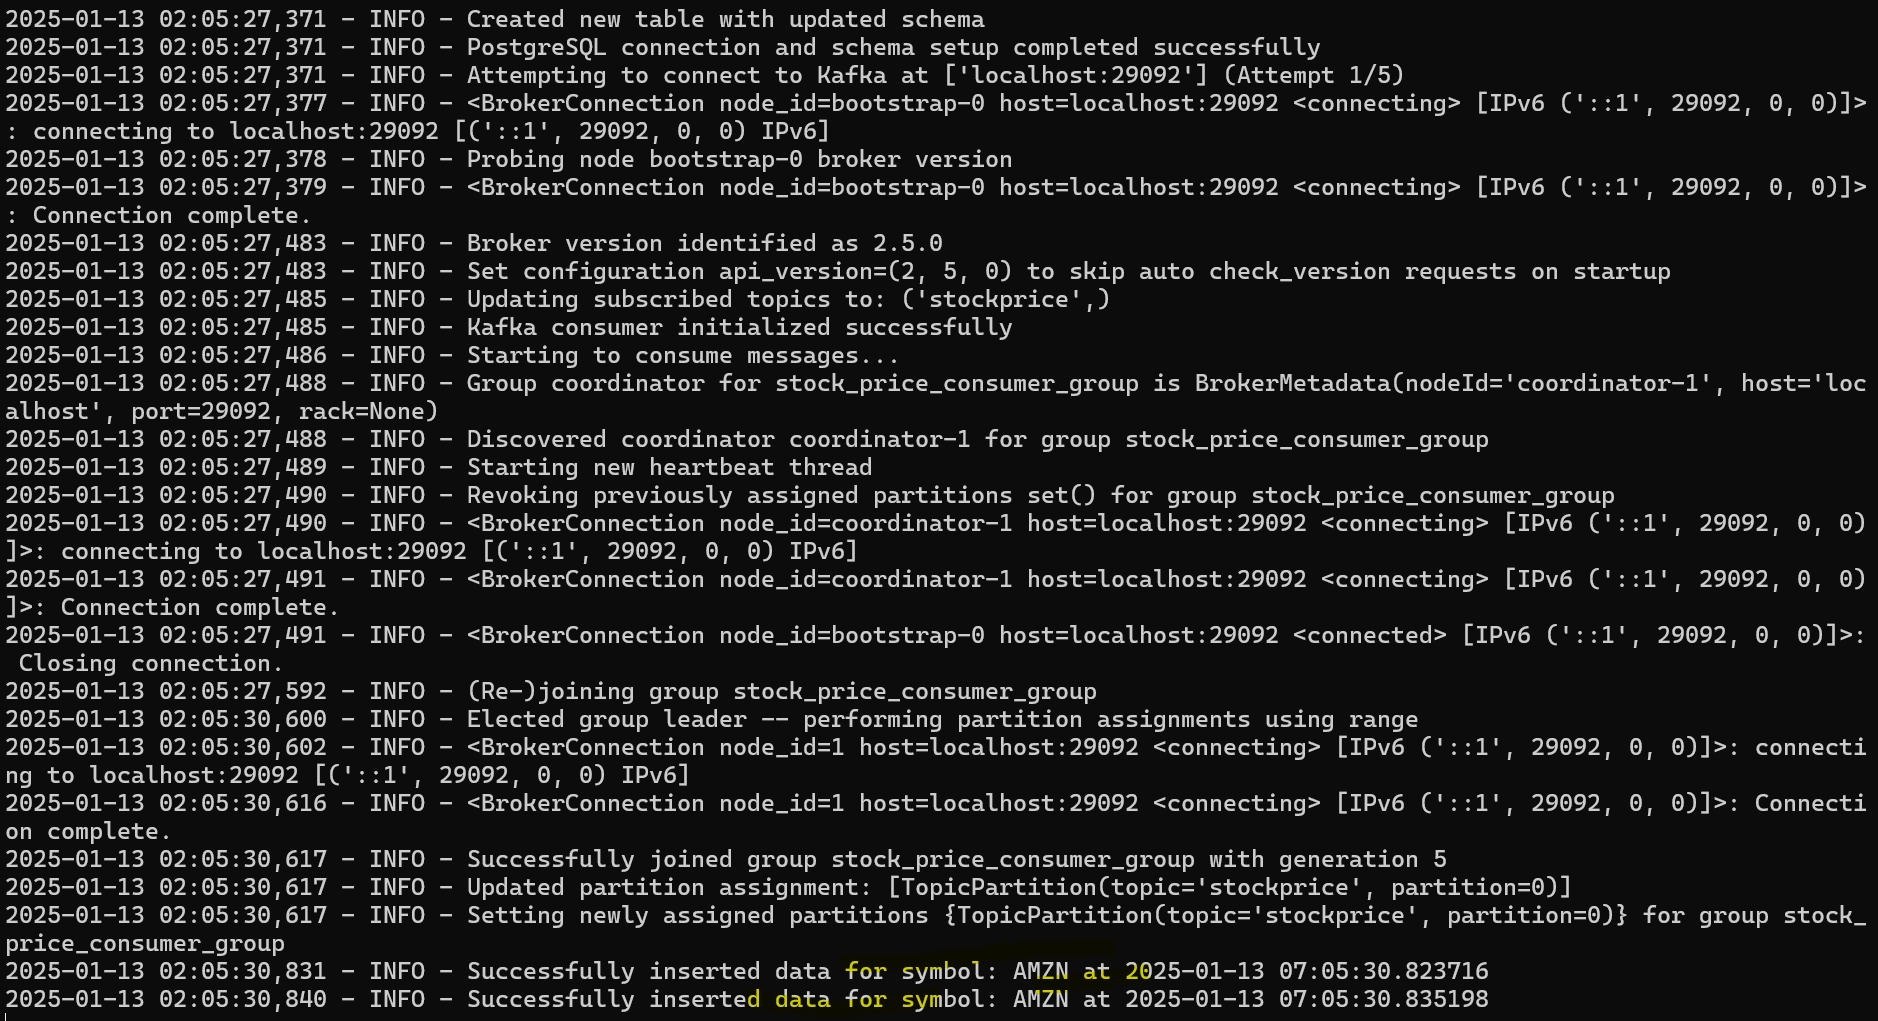 2025-01-13 02:05:27,371 - INFO - Created new table with updated schema
2025-01-13 02:05:27,371 - INFO - PostgreSQL connection and schema setup completed successfully
2025-01-13 02:05:27,371 - INFO - Attempting to connect to Kafka at ['localhost:29092'] (Attempt 1/5)
2025-01-13 02:05:27,377 - INFO - <BrokerConnection node_id=bootstrap-0 host=localhost:29092 <connecting> [IPv6 ('::1', 29092, 0, 0)]>
: connecting to localhost:29092 [('::1', 29092, 0, 0) IPv6]
2025-01-13 02:05:27,378 - INFO - Probing node bootstrap-0 broker version
2025-01-13 02:05:27,379 - INFO - <BrokerConnection node_id=bootstrap-0 host=localhost:29092 <connecting> [IPv6 ('::1', 29092, 0, 0)]>
: Connection complete.
2025-01-13 02:05:27,483 - INFO - Broker version identified as 2.5.0
2025-01-13 02:05:27,483 - INFO - Set configuration api_version=(2, 5, 0) to skip auto check_version requests on startup
2025-01-13 02:05:27,485 - INFO - Updating subscribed topics to: ('stockprice',)
2025-01-13 02:05:27,485 - INFO - Kafka consumer initialized successfully
2025-01-13 02:05:27,486 - INFO - Starting to consume messages...
2025-01-13 02:05:27,488 - INFO - Group coordinator for stock_price_consumer_group is BrokerMetadata(nodeId='coordinator-1', host='loc
alhost', port=29092, rack=None)
2025-01-13 02:05:27,488 - INFO - Discovered coordinator coordinator-1 for group stock_price_consumer_group
2025-01-13 02:05:27,489 - INFO - Starting new heartbeat thread
2025-01-13 02:05:27,490 - INFO - Revoking previously assigned partitions set() for group stock_price_consumer_group
2025-01-13 02:05:27,490 - INFO - <BrokerConnection node_id=coordinator-1 host=localhost:29092 <connecting> [IPv6 ('::1', 29092, 0, 0)
]>: connecting to localhost:29092 [('::1', 29092, 0, 0) IPv6]
2025-01-13 02:05:27,491 - INFO - <BrokerConnection node_id=coordinator-1 host=localhost:29092 <connecting> [IPv6 ('::1', 29092, 0, 0)
]>: Connection complete.
2025-01-13 02:05:27,491 - INFO - <BrokerConnection node_id=bootstrap-0 host=localhost:29092 <connected> [IPv6 ('::1', 29092, 0, 0)]>:
 Closing connection.
2025-01-13 02:05:27,592 - INFO - (Re-)joining group stock_price_consumer_group
2025-01-13 02:05:30,600 - INFO - Elected group leader -- performing partition assignments using range
2025-01-13 02:05:30,602 - INFO - <BrokerConnection node_id=1 host=localhost:29092 <connecting> [IPv6 ('::1', 29092, 0, 0)]>: connecti
ng to localhost:29092 [('::1', 29092, 0, 0) IPv6]
2025-01-13 02:05:30,616 - INFO - <BrokerConnection node_id=1 host=localhost:29092 <connecting> [IPv6 ('::1', 29092, 0, 0)]>: Connecti
on complete.
2025-01-13 02:05:30,617 - INFO - Successfully joined group stock_price_consumer_group with generation 5
2025-01-13 02:05:30,617 - INFO - Updated partition assignment: [TopicPartition(topic='stockprice', partition=0)]
2025-01-13 02:05:30,617 - INFO - Setting newly assigned partitions {TopicPartition(topic='stockprice', partition=0)} for group stock_
price_consumer_group
2025-01-13 02:05:30,831 - INFO - Successfully inserted data for symbol: AMZN at 2025-01-13 07:05:30.823716
2025-01-13 02:05:30,840 - INFO - Successfully inserted data for symbol: AMZN at 2025-01-13 07:05:30.835198